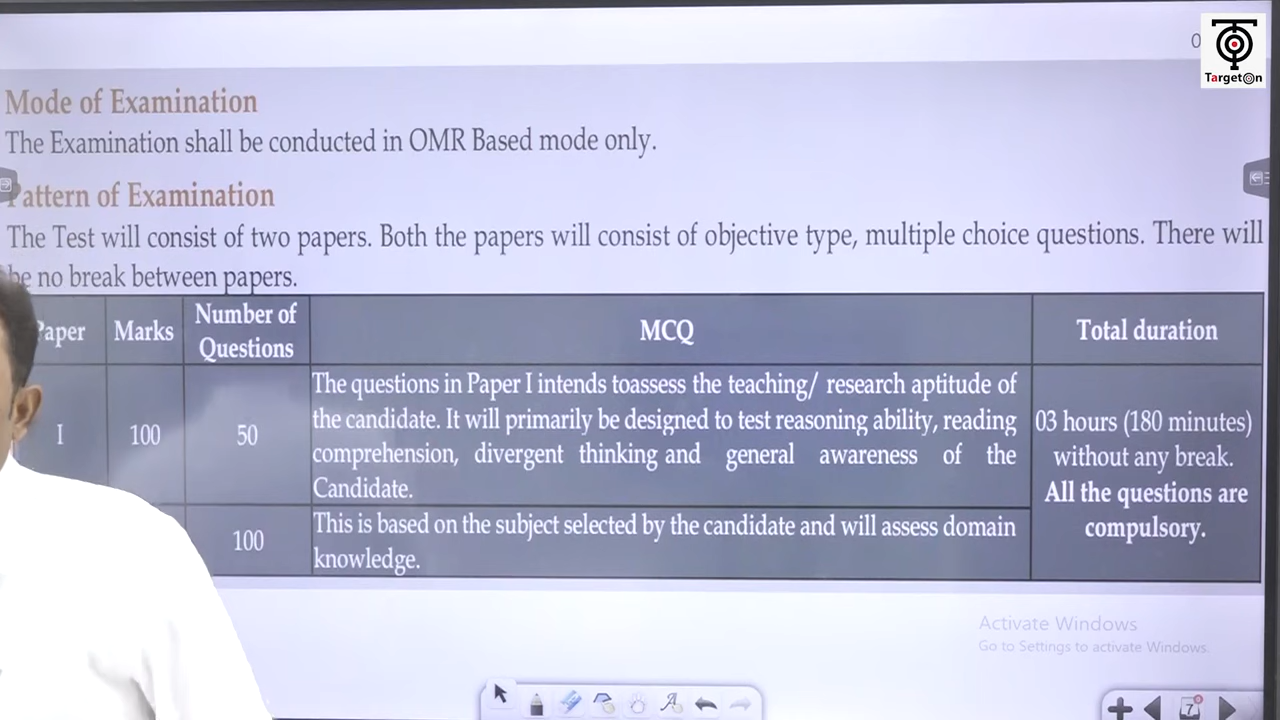 0
TargetOn
Mode of Examination
The Examination shall be conducted in OMR Based mode only.
Pattern of Examination
The Test will consist of two papers. Both the papers will consist of objective type, multiple choice questions. There will
be no break between papers.
Paper
Marks
Number of
Questions
MCQ
Total duration
I
100
50
The questions in Paper I intends toassess the teaching/ research aptitude of
the candidate. It will primarily be designed to test reasoning ability, reading
comprehension, divergent thinking and general awareness of the
Candidate.
03 hours (180 minutes)
without any break.
All the questions are
compulsory.
100
This is based on the subject selected by the candidate and will assess domain
knowledge.
Activate Windows
Go to Settings to activate Windows.
A
7